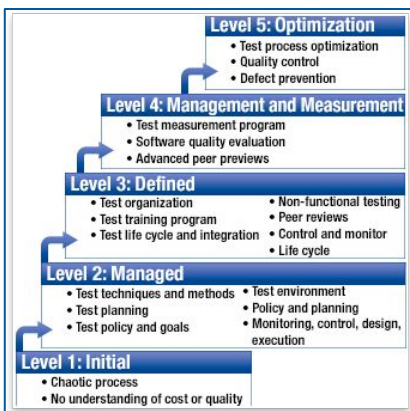 Level 5: Optimization
• Test process optimization
• Quality control
• Defect prevention
Level 4: Management and Measurement
• Test measurement program
• Software quality evaluation
• Advanced peer previews
Level 3: Defined
• Test organization
• Test training program
• Test life cycle and integration
• Non-functional testing
• Peer reviews
• Control and monitor
• Life cycle
Level 2: Managed
• Test techniques and methods
• Test planning
• Test policy and goals
• Test environment
• Policy and planning
• Monitoring, control, design,
execution
Level 1: Initial
• Chaotic process
• No understanding of cost or quality